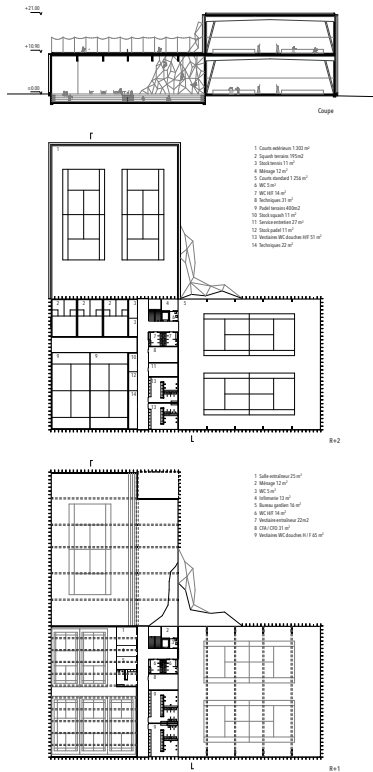 +21.00
+10.90
±0.00
Coupe
1 Courts extérieurs 1 303 m²
2 Squash terrains 195m2
3 Stock tennis 11 m²
4 Ménage 12 m²
5 Courts standard 1 256 m²
6 WC 5 m²
7 WC H/F 14 m²
8 Techniques 31 m²
9 Padel terrains 400m2
10 Stock squash 11 m²
11 Service entretien 27 m²
12 Stock padel 11 m²
13 Vestiaires WC douches H/F 51 m²
14 Techniques 22 m²
R+2
1 Salle entraîneur 25 m²
2 Ménage 12 m²
3 WC 5 m²
4 Infirmerie 13 m²
5 Bureau gardien 16 m²
6 WC H/F 14 m²
7 Vestiaire entraîneur 22m2
8 CFA / CFO 31 m²
9 Vestiaires WC douches H / F 65 m²
R+1